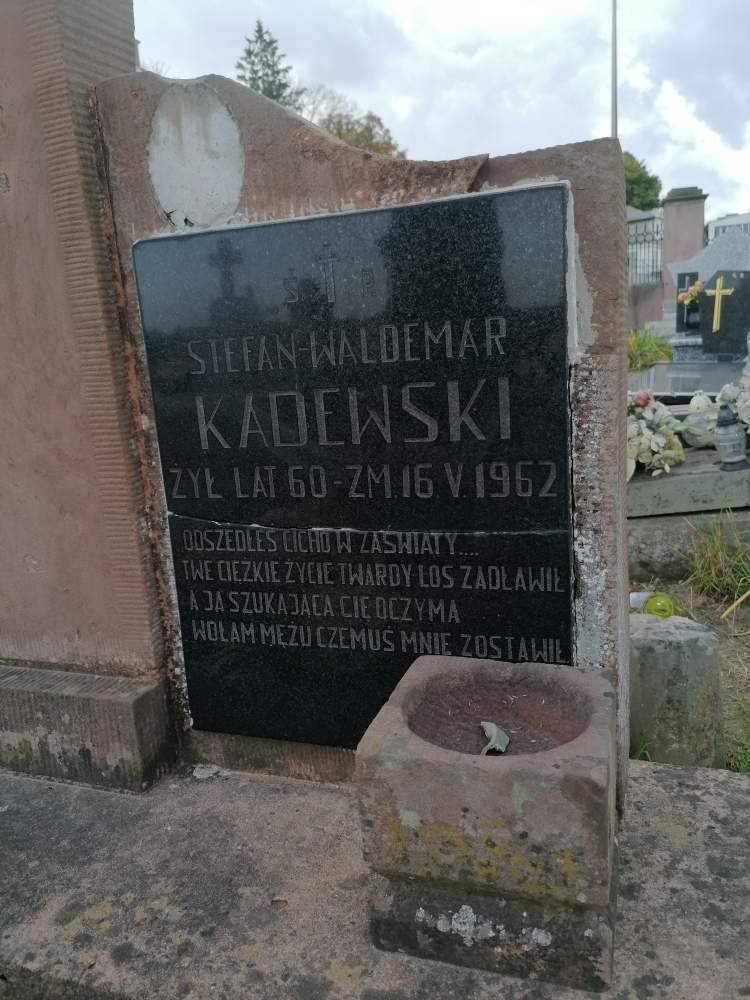 Ś P
STEFAN-WALDEMAR
KADEWSKI
ŻYŁ LAT 60 - ZM. 16 V. 1962
ODSZEDŁEŚ CICHO W ZAŚWIATY....
TWE CIĘŻKIE ŻYCIE TWARDY LOS ZADŁAWIŁ
A JA SZUKAJĄCA CIĘ OCZYMA
WOŁAM MĘŻU CZEMUŚ MNIE ZOSTAWIŁ